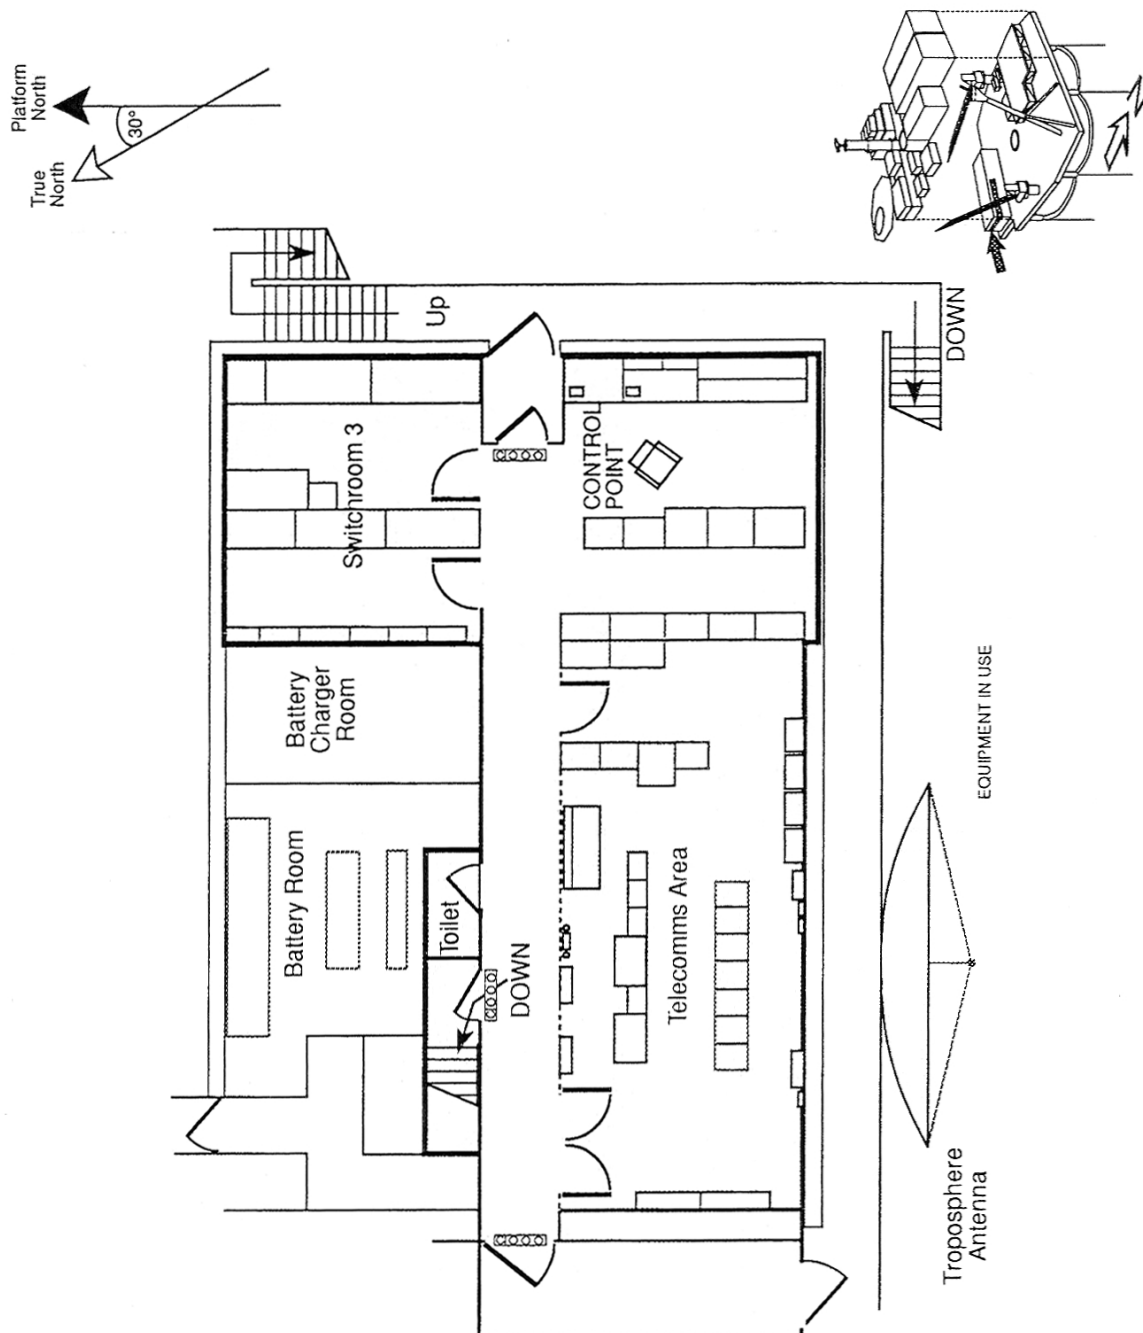 Platform
North
True
North
30°
Up
DOWN
Switchroom 3
CONTROL
POINT
Battery
Charger
Room
Battery Room
Toilet
DOWN
Telecomms Area
EQUIPMENT IN USE
Troposphere
Antenna